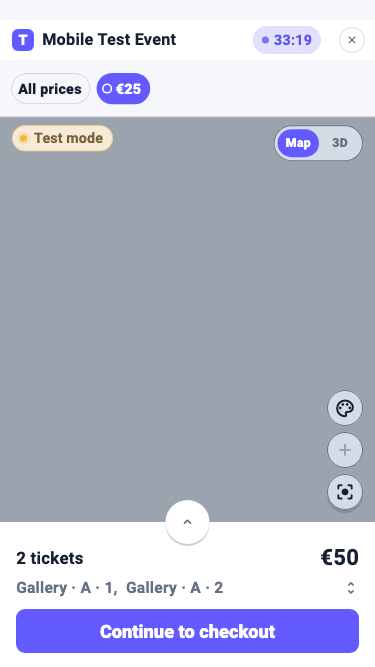 T Mobile Test Event 33:19
All prices €25
Test mode Map 3D
2 tickets €50
Gallery · A · 1, Gallery · A · 2
Continue to checkout